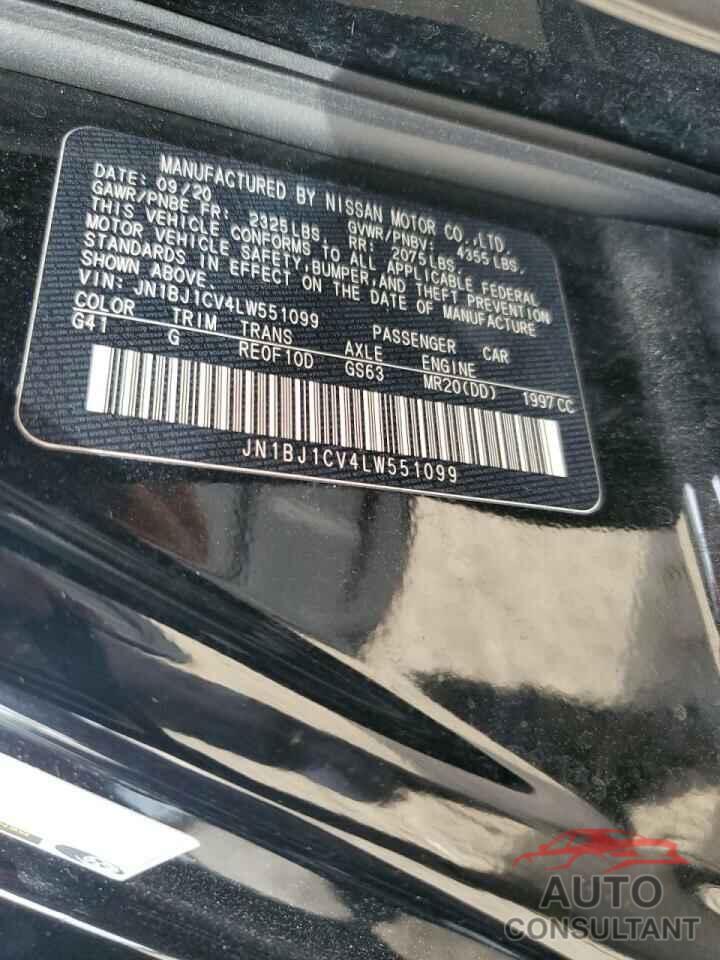 MANUFACTURED BY NISSAN MOTOR CO.,LTD.
DATE: 09/20 GVWR/PNBV: 4355 LBS.
GAWR/PNBE FR: 2325 LBS. RR: 2075 LBS.
THIS VEHICLE CONFORMS TO ALL APPLICABLE FEDERAL
MOTOR VEHICLE SAFETY,BUMPER,AND THEFT PREVENTION
STANDARDS IN EFFECT ON THE DATE OF MANUFACTURE
SHOWN ABOVE.
VIN: JN1BJ1CV4LW551099 PASSENGER CAR
COLOR TRIM TRANS AXLE ENGINE
G41 G RE0F10D GS63 MR20(DD) 1997CC
JN1BJ1CV4LW551099
AUTO
CONSULTANT